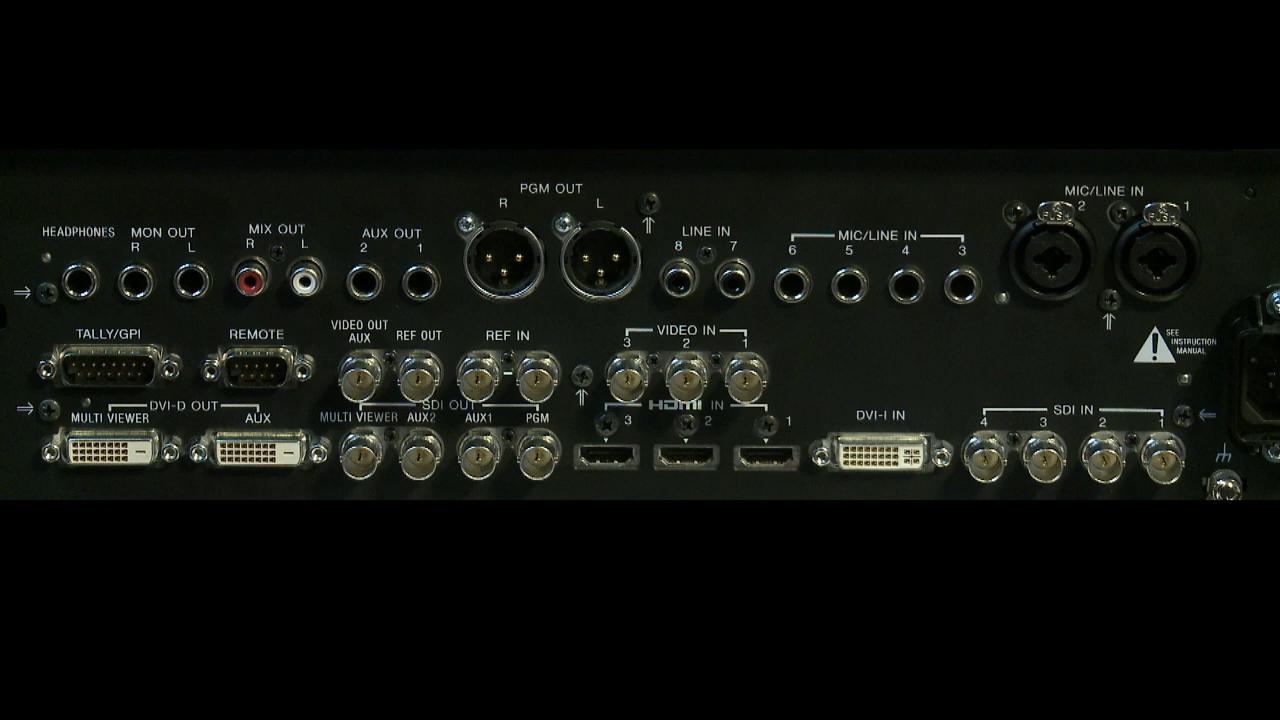 PGM OUT
R L
MIC/LINE IN
PUSH 2 PUSH 1
HEADPHONES
MON OUT
R L
MIX OUT
R L
AUX OUT
2 1
LINE IN
8 7
MIC/LINE IN
6 5 4 3
TALLY/GPI
REMOTE
VIDEO OUT
AUX
REF OUT
REF IN
VIDEO IN
3 2 1
SEE
INSTRUCTION
MANUAL
DVI-D OUT
MULTI VIEWER AUX
SDI OUT
MULTI VIEWER AUX2 AUX1 PGM
HDMI IN
3 2 1
DVI-I IN
SDI IN
4 3 2 1